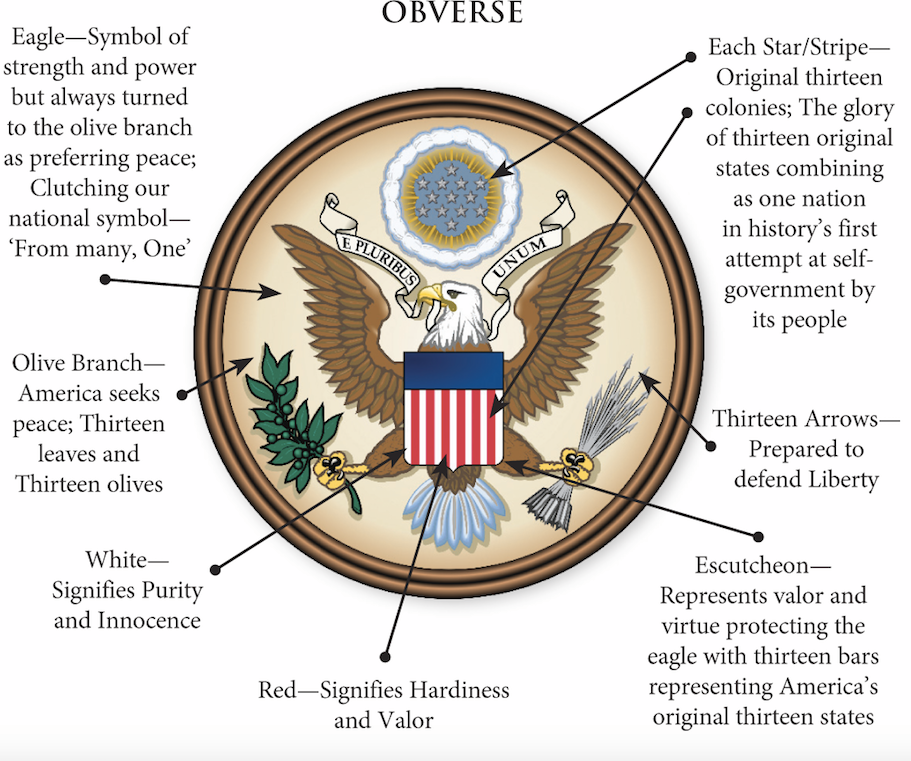 OBVERSE
Eagle—Symbol of
strength and power
but always turned
to the olive branch
as preferring peace;
Clutching our
national symbol—
‘From many, One’
Each Star/Stripe—
Original thirteen
colonies; The glory
of thirteen original
states combining
as one nation
in history’s first
attempt at self-
government by
its people
E PLURIBUS
UNUM
Olive Branch—
America seeks
peace; Thirteen
leaves and
Thirteen olives
Thirteen Arrows—
Prepared to
defend Liberty
White—
Signifies Purity
and Innocence
Escutcheon—
Represents valor and
virtue protecting the
eagle with thirteen bars
representing America’s
original thirteen states
Red—Signifies Hardiness
and Valor